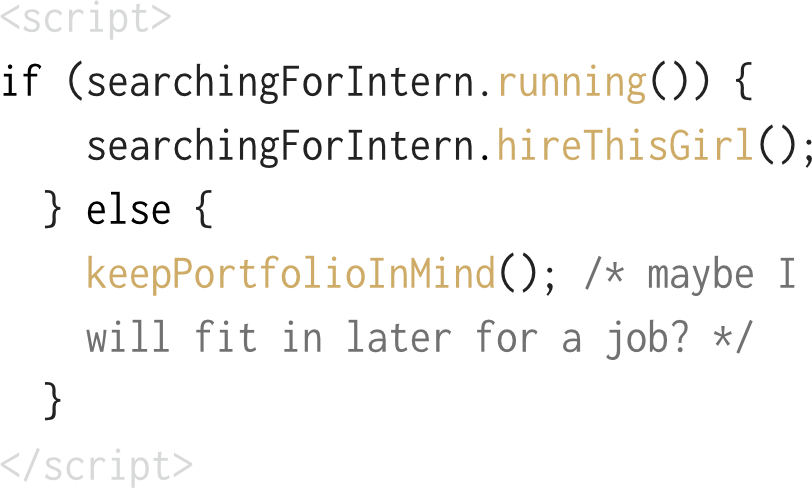 <script>
if (searchingForIntern.running()) {
searchingForIntern.hireThisGirl();
} else {
keepPortfolioInMind(); /* maybe I
will fit in later for a job? */
}
</script>